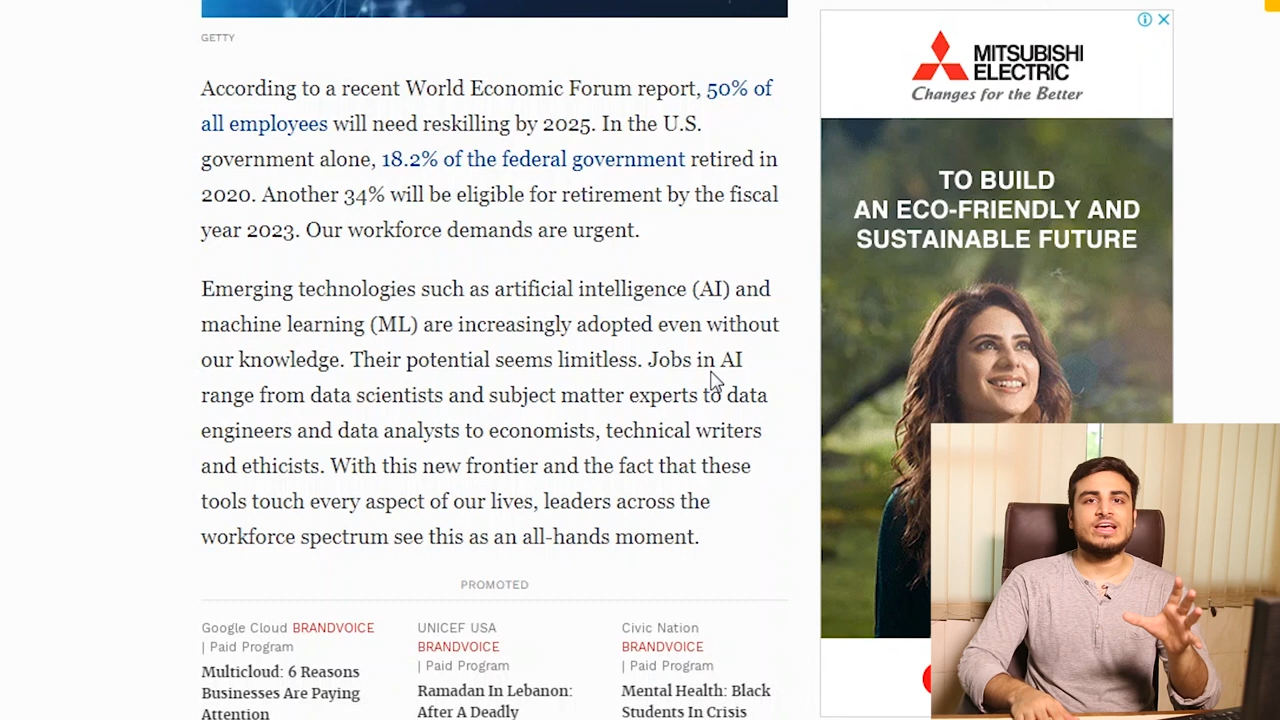 GETTY
According to a recent World Economic Forum report, 50% of
all employees will need reskilling by 2025. In the U.S.
government alone, 18.2% of the federal government retired in
2020. Another 34% will be eligible for retirement by the fiscal
year 2023. Our workforce demands are urgent.
Emerging technologies such as artificial intelligence (AI) and
machine learning (ML) are increasingly adopted even without
our knowledge. Their potential seems limitless. Jobs in AI
range from data scientists and subject matter experts to data
engineers and data analysts to economists, technical writers
and ethicists. With this new frontier and the fact that these
tools touch every aspect of our lives, leaders across the
workforce spectrum see this as an all-hands moment.
PROMOTED
Google Cloud BRANDVOICE
| Paid Program
Multicloud: 6 Reasons
Businesses Are Paying
Attention
UNICEF USA
BRANDVOICE
| Paid Program
Ramadan In Lebanon:
After A Deadly
Civic Nation
BRANDVOICE
| Paid Program
Mental Health: Black
Students In Crisis
MITSUBISHI
ELECTRIC
Changes for the Better
TO BUILD
AN ECO-FRIENDLY AND
SUSTAINABLE FUTURE